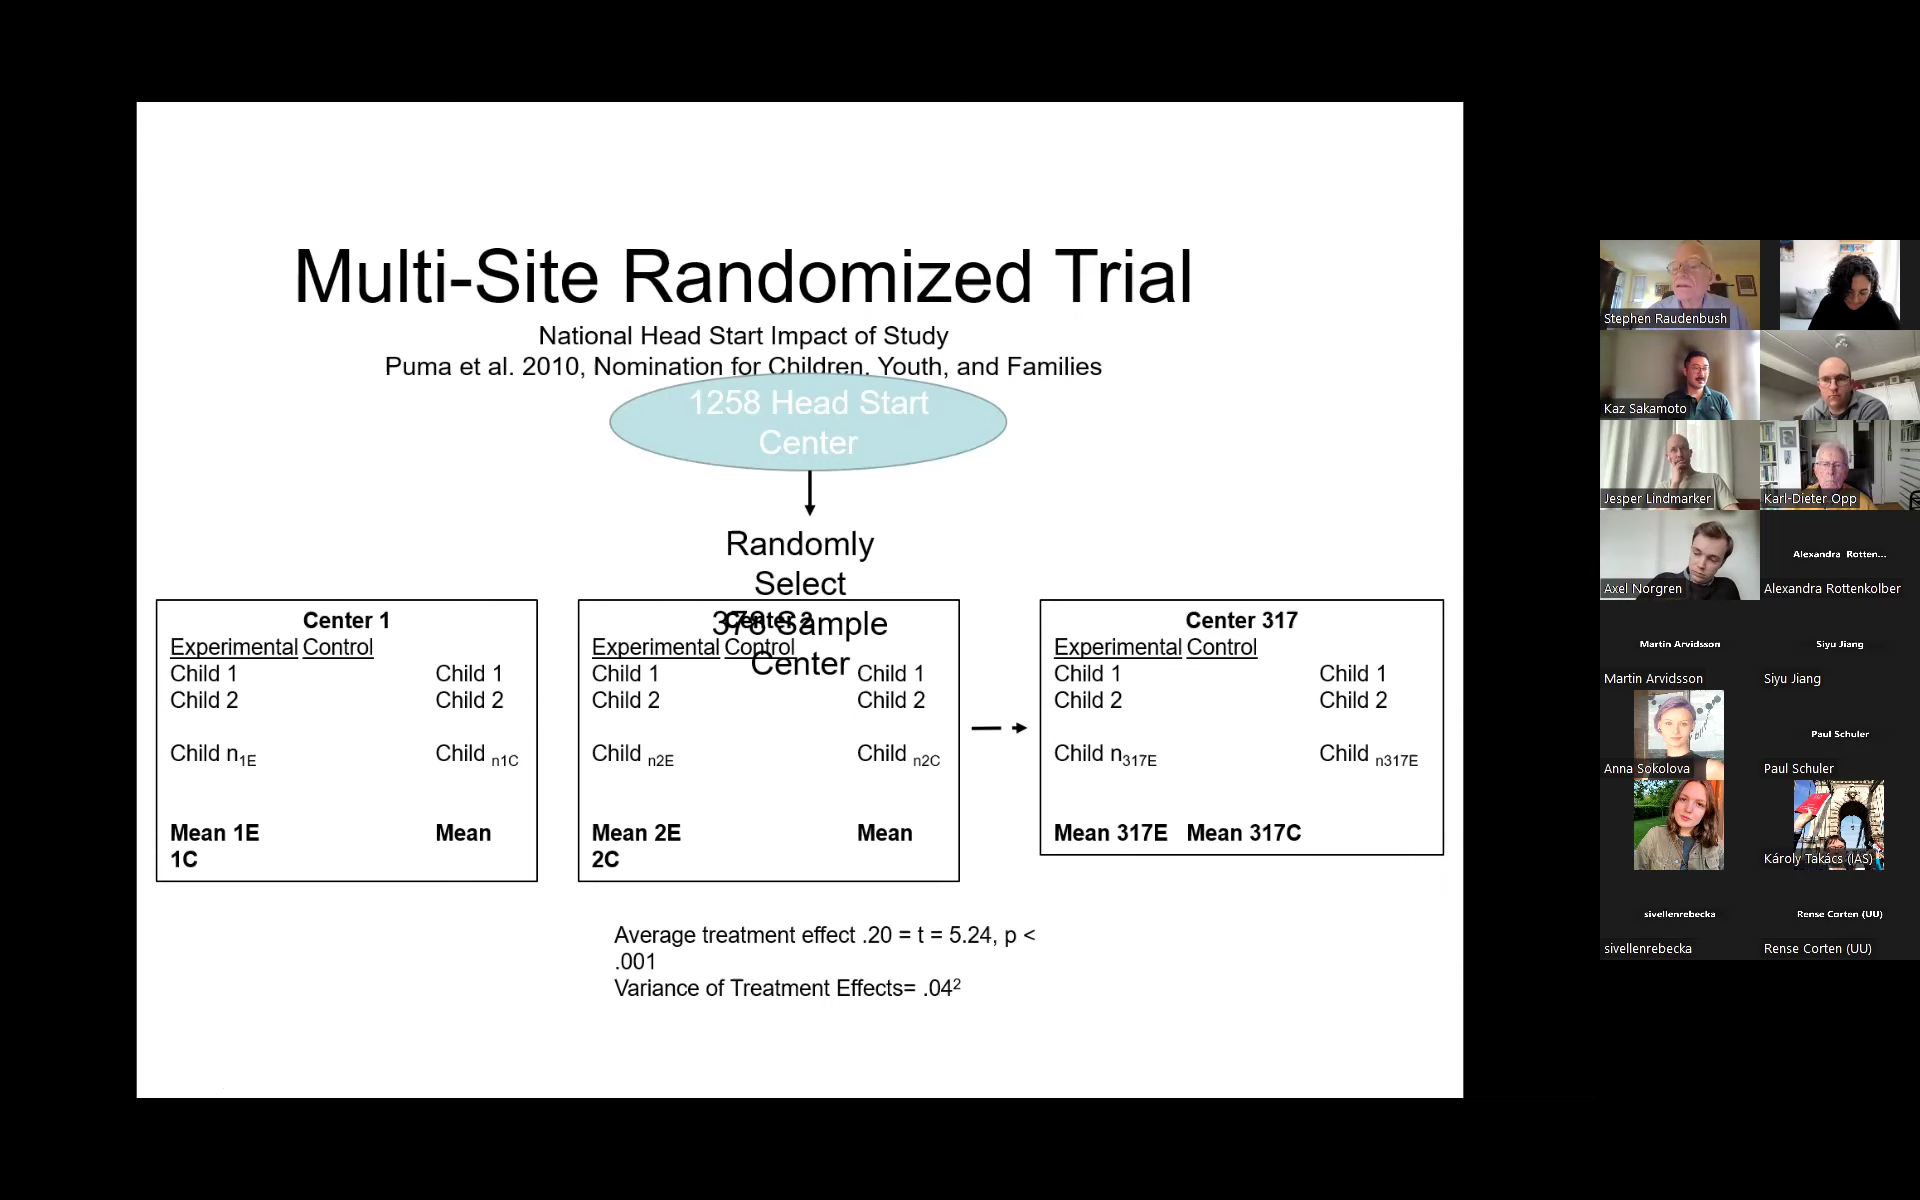 Multi-Site Randomized Trial
National Head Start Impact of Study
Puma et al. 2010, Nomination for Children, Youth, and Families
1258 Head Start
Center
Randomly
Select
378 Sample
Center
Center 1
Experimental Control
Child 1 Child 1
Child 2 Child 2
Child n1E Child n1C
Mean 1E Mean
1C
Center 2
Experimental Control
Child 1 Child 1
Child 2 Child 2
Child n2E Child n2C
Mean 2E Mean
2C
Center 317
Experimental Control
Child 1 Child 1
Child 2 Child 2
Child n317E Child n317E
Mean 317E Mean 317C
Average treatment effect .20 = t = 5.24, p <
.001
Variance of Treatment Effects= .04²
Stephen Raudenbush
Kaz Sakamoto
Jesper Lindmarker
Karl-Dieter Opp
Axel Norgren
Alexandra Rotten...
Alexandra Rottenkolber
Martin Arvidsson
Martin Arvidsson
Siyu Jiang
Siyu Jiang
Anna Sokolova
Paul Schuler
Paul Schuler
Károly Takács (IAS)
sivellenrebecka
sivellenrebecka
Rense Corten (UU)
Rense Corten (UU)